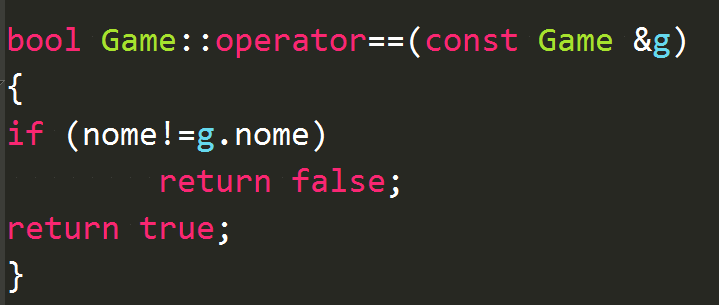 bool Game::operator==(const Game &g)
{
if (nome!=g.nome)
        return false;
return true;
}